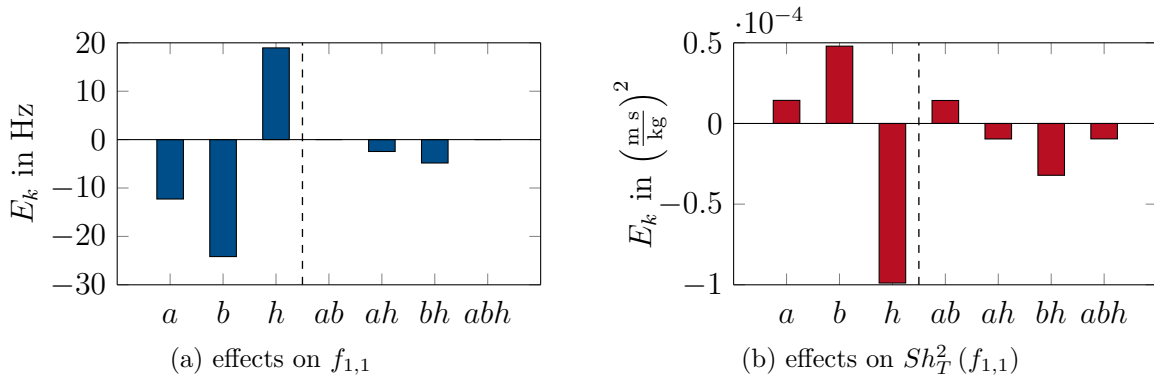 20
10
0
−10
−20
−30
E_k in Hz
a b h ab ah bh abh
(a) effects on f_{1,1}
·10^{−4}
0.5
0
−0.5
−1
E_k in (m s/kg)^2
a b h ab ah bh abh
(b) effects on Sh_T^2 (f_{1,1})